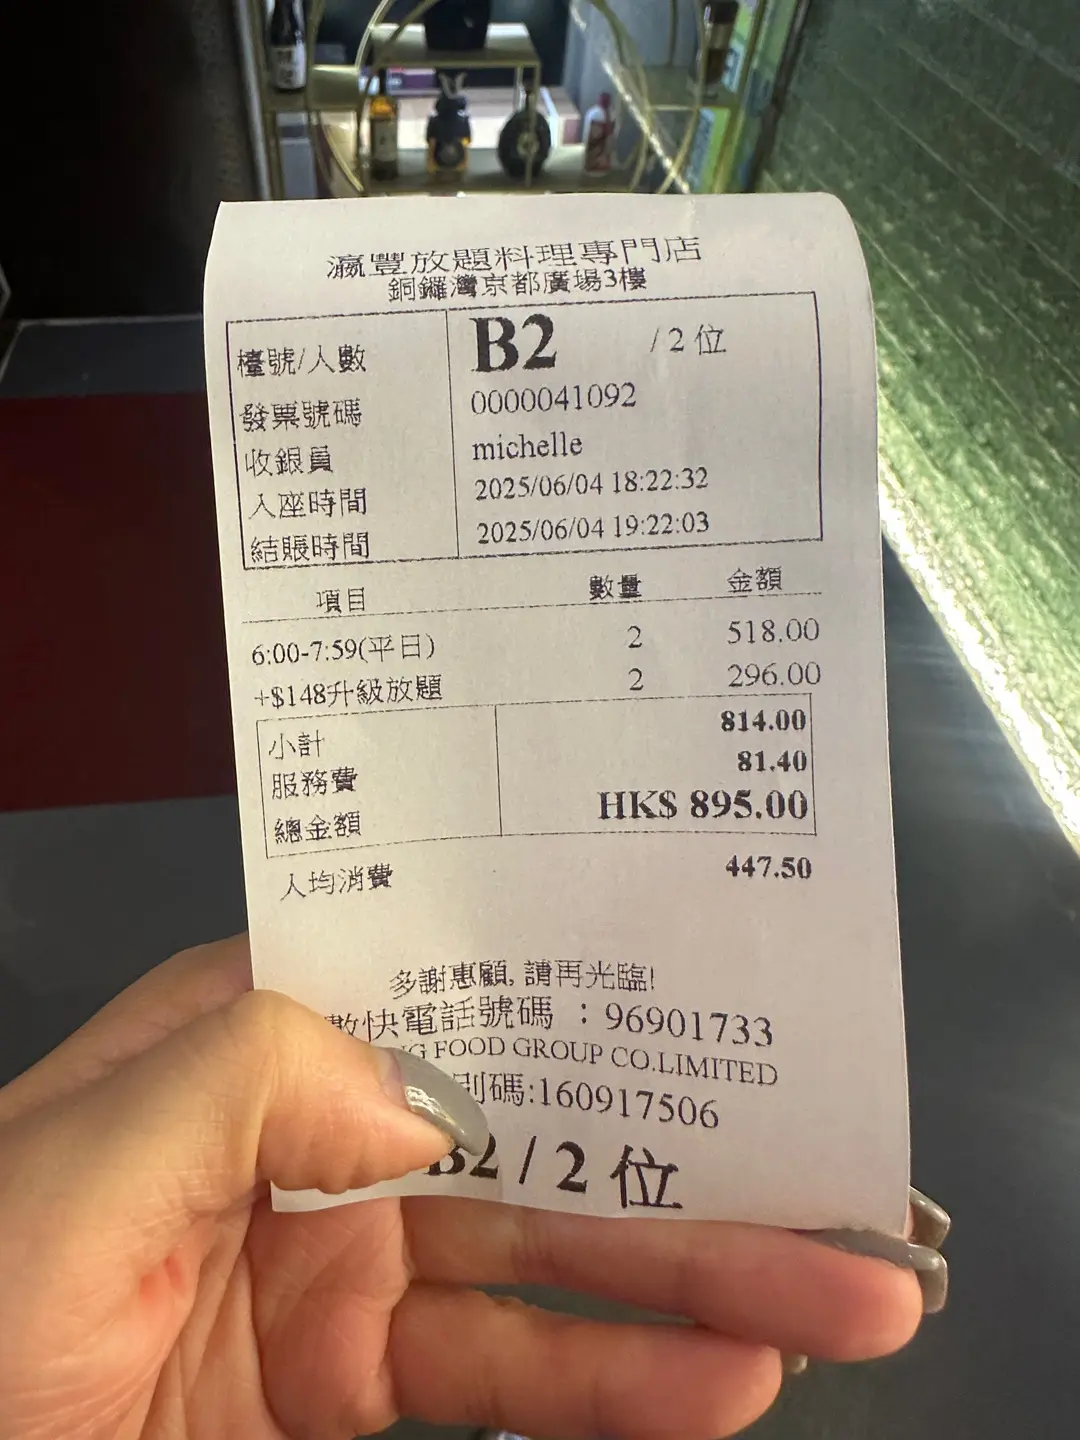 瀛豐放題料理專門店
銅鑼灣京都廣場3樓
檯號/人數 B2 / 2 位
發票號碼 0000041092
收銀員 michelle
入座時間 2025/06/04 18:22:32
結賬時間 2025/06/04 19:22:03
項目 數量 金額
6:00-7:59(平日) 2 518.00
+$148升級放題 2 296.00
小計 814.00
服務費 81.40
總金額 HK$ 895.00
人均消費 447.50
多謝惠顧, 請再光臨!
數快電話號碼 : 96901733
NG FOOD GROUP CO.LIMITED
別碼:160917506
B2 / 2 位